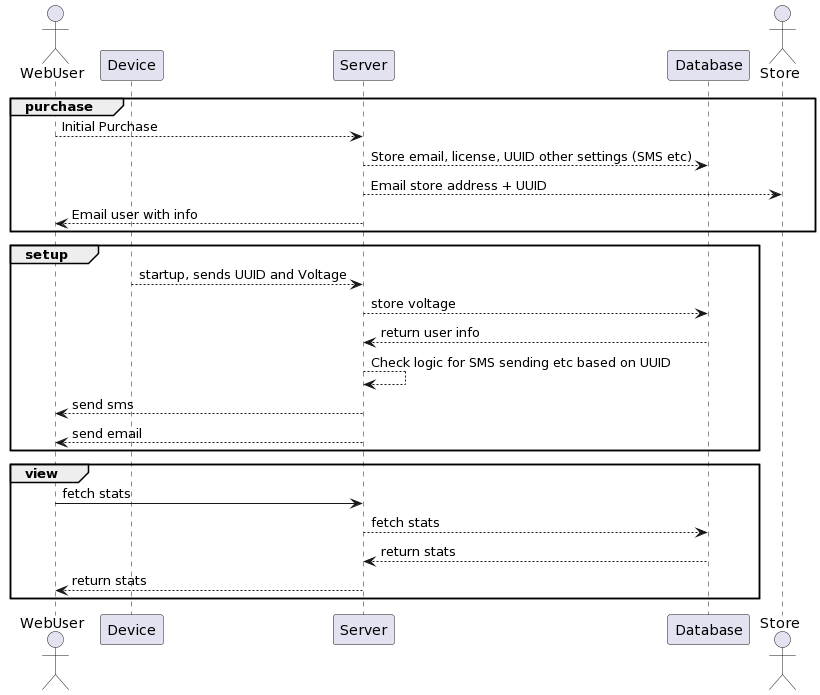 WebUser
Device
Server
Database
Store
purchase
Initial Purchase
Store email, license, UUID other settings (SMS etc)
Email store address + UUID
Email user with info
setup
startup, sends UUID and Voltage
store voltage
return user info
Check logic for SMS sending etc based on UUID
send sms
send email
view
fetch stats
fetch stats
return stats
return stats
WebUser
Device
Server
Database
Store